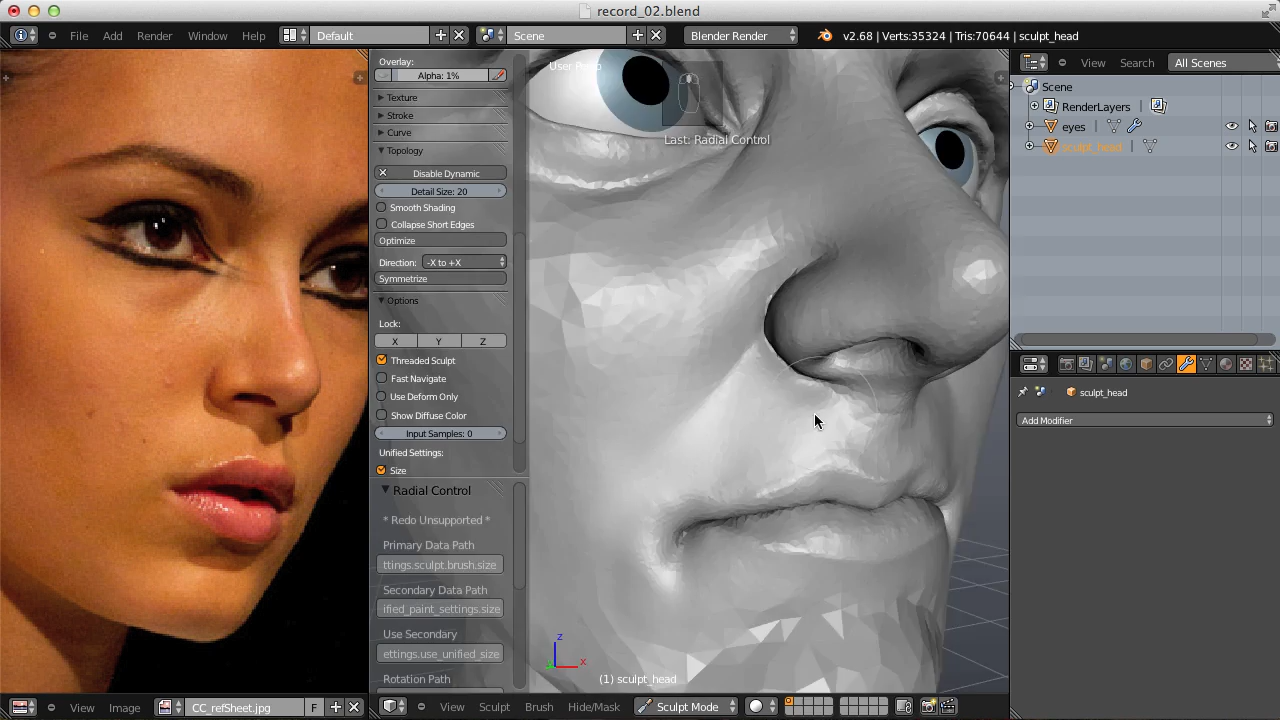 record_02.blend
File Add Render Window Help Default Scene Blender Render v2.68 | Verts:35324 | Tris:70644 | sculpt_head
Overlay:
Alpha: 1%
Texture
Stroke
Curve
Topology
Disable Dynamic
Detail Size: 20
Smooth Shading
Collapse Short Edges
Optimize
Direction: -X to +X
Symmetrize
Options
Lock:
X Y Z
Threaded Sculpt
Fast Navigate
Use Deform Only
Show Diffuse Color
Input Samples: 0
Unified Settings:
Size
Radial Control
* Redo Unsupported *
Primary Data Path
ttings.sculpt.brush.size
Secondary Data Path
ified_paint_settings.size
Use Secondary
ettings.use_unified_size
Rotation Path
User Persp
Last: Radial Control
z
x
(1) sculpt_head
View Search All Scenes
Scene
RenderLayers
eyes
sculpt_head
sculpt_head
Add Modifier
View Image CC_refSheet.jpg F
View Sculpt Brush Hide/Mask Sculpt Mode